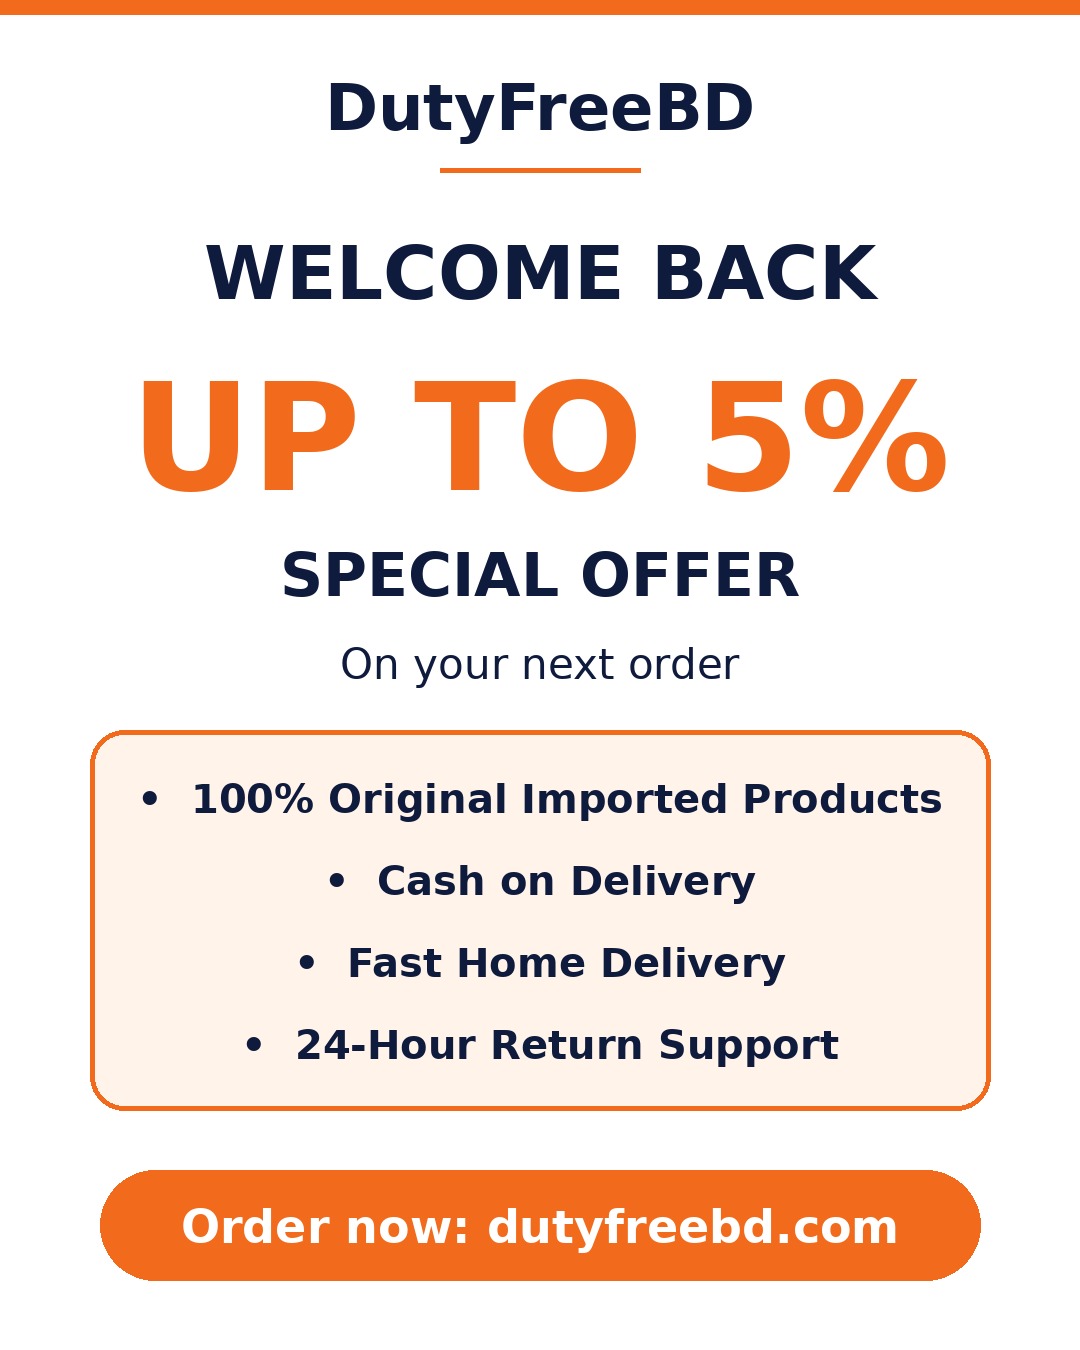 DutyFreeBD
WELCOME BACK
UP TO 5%
SPECIAL OFFER
On your next order
• 100% Original Imported Products
• Cash on Delivery
• Fast Home Delivery
• 24-Hour Return Support
Order now: dutyfreebd.com